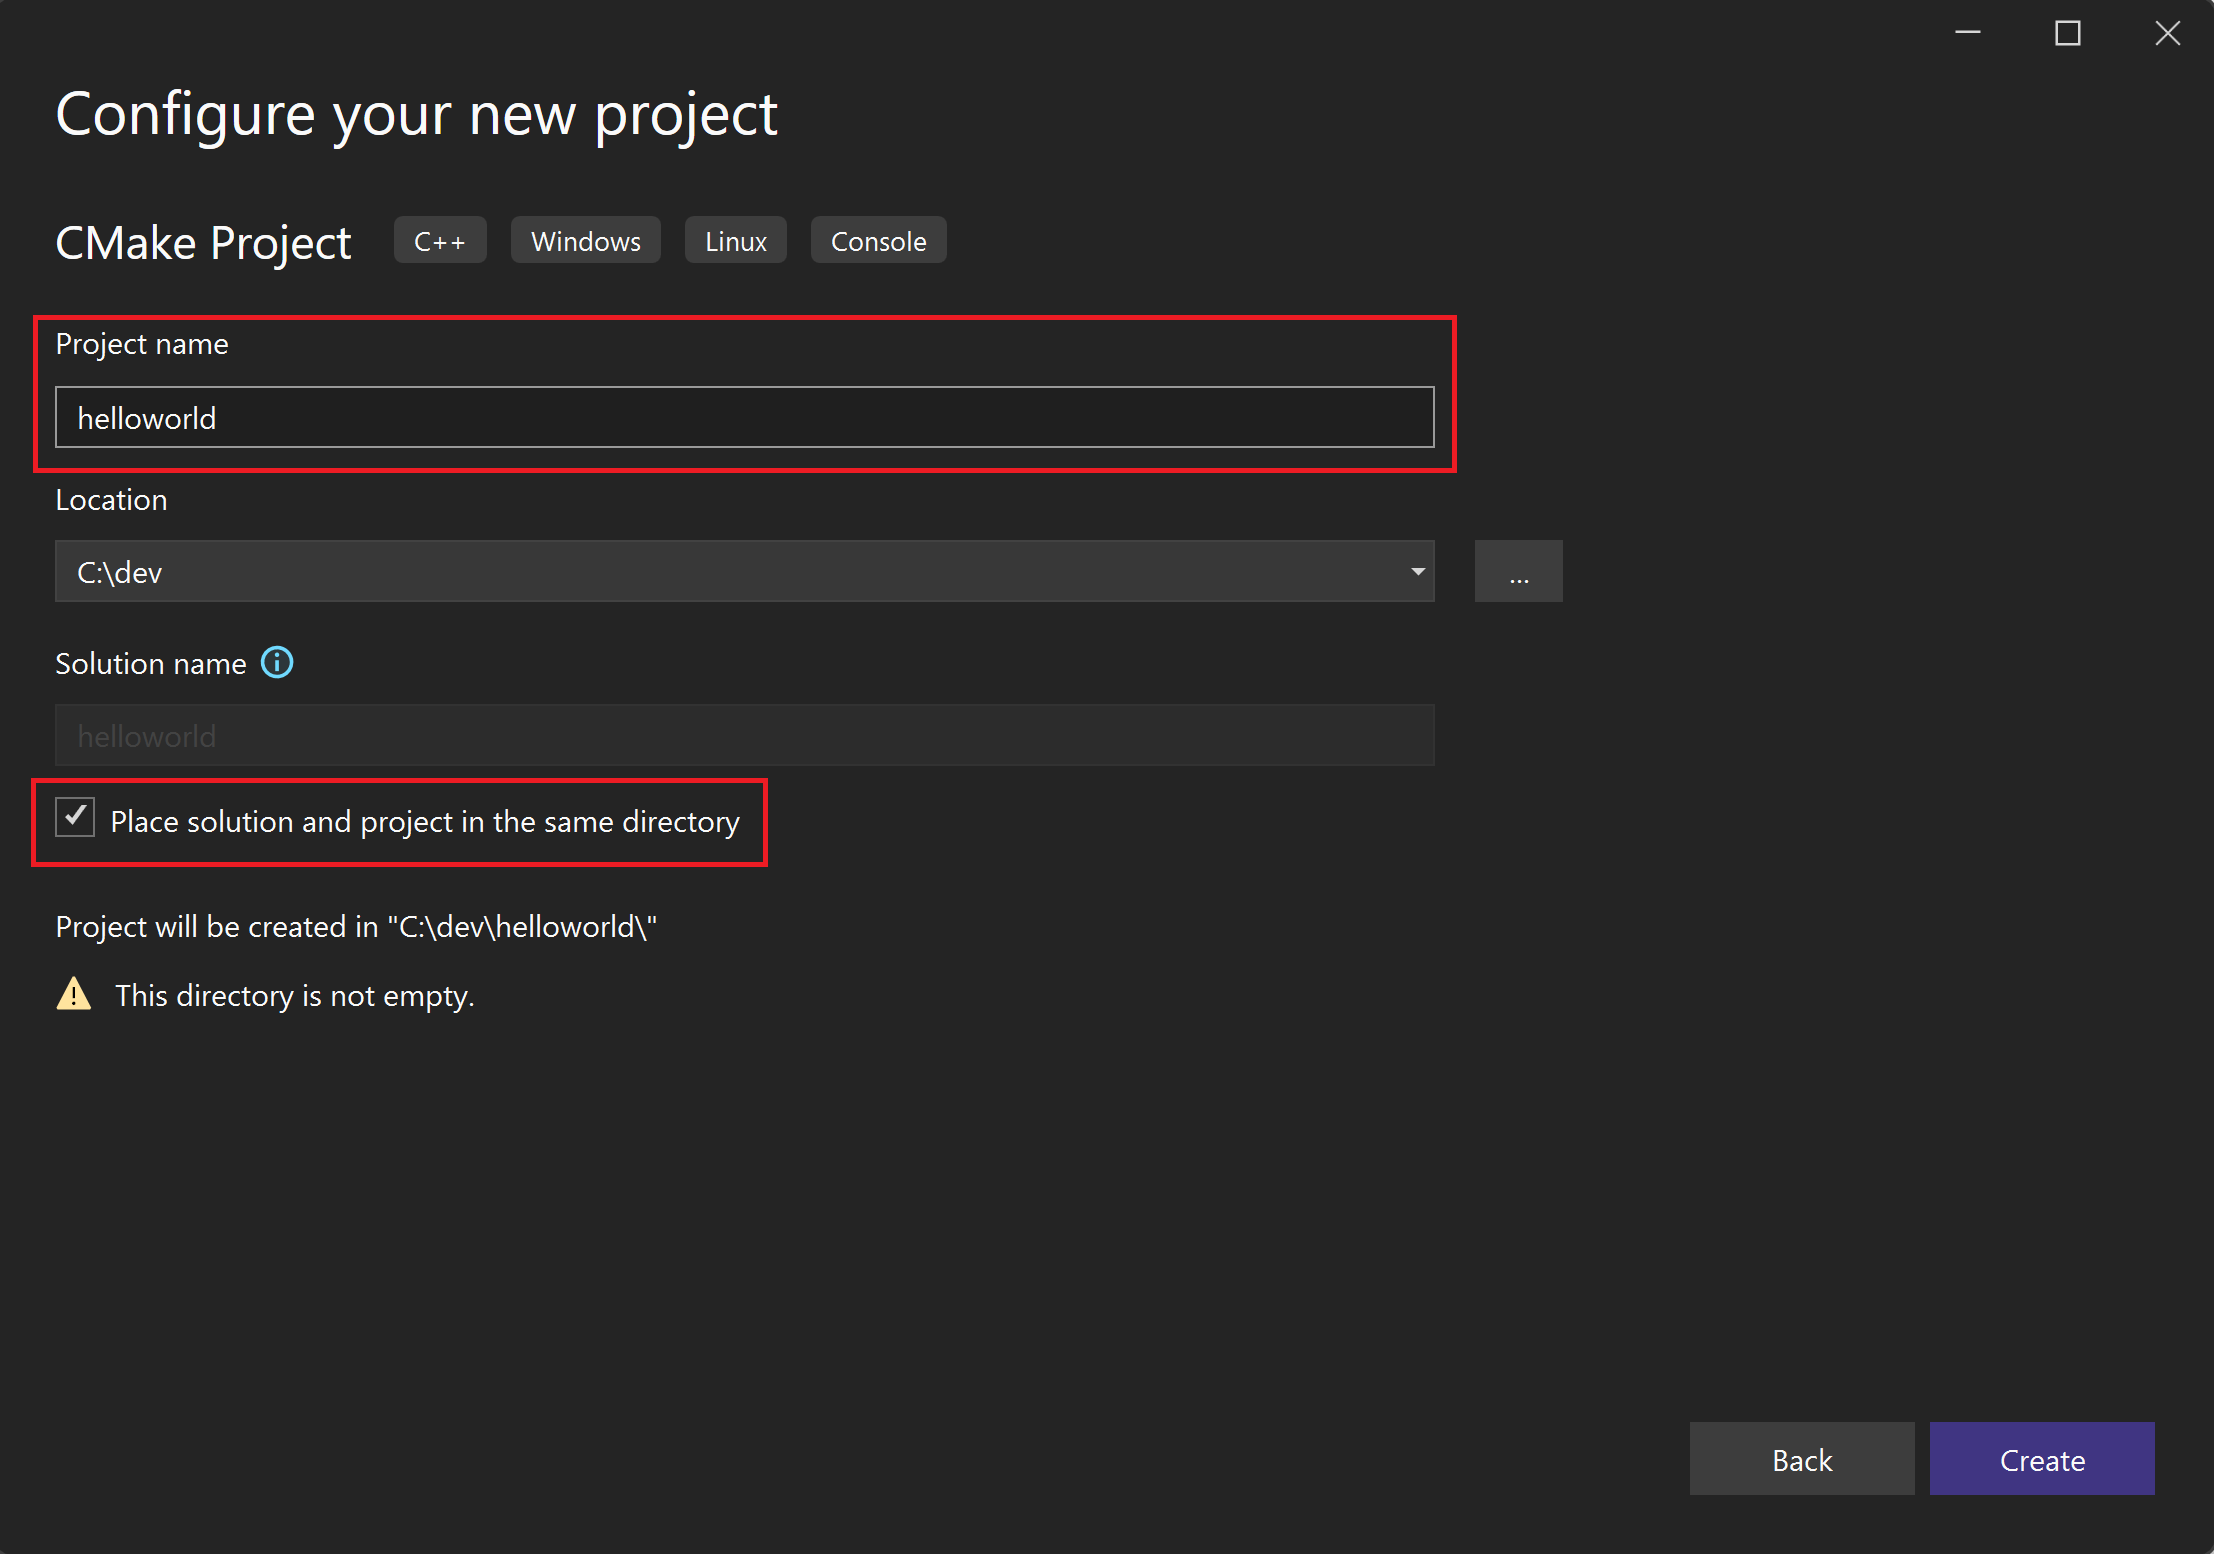 Configure your new project
CMake Project C++ Windows Linux Console
Project name
helloworld
Location
C:\dev
...
Solution name
helloworld
Place solution and project in the same directory
Project will be created in "C:\dev\helloworld\"
This directory is not empty.
Back Create